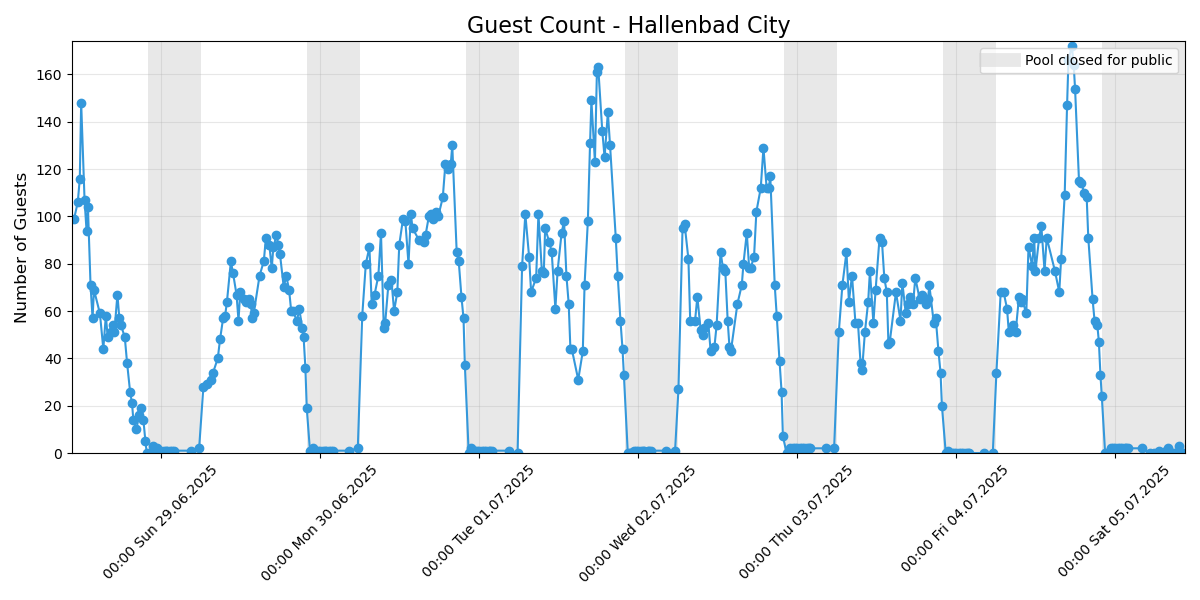 Guest Count - Hallenbad City
Pool closed for public
Number of Guests
160
140
120
100
80
60
40
20
0
00:00 Sun 29.06.2025
00:00 Mon 30.06.2025
00:00 Tue 01.07.2025
00:00 Wed 02.07.2025
00:00 Thu 03.07.2025
00:00 Fri 04.07.2025
00:00 Sat 05.07.2025